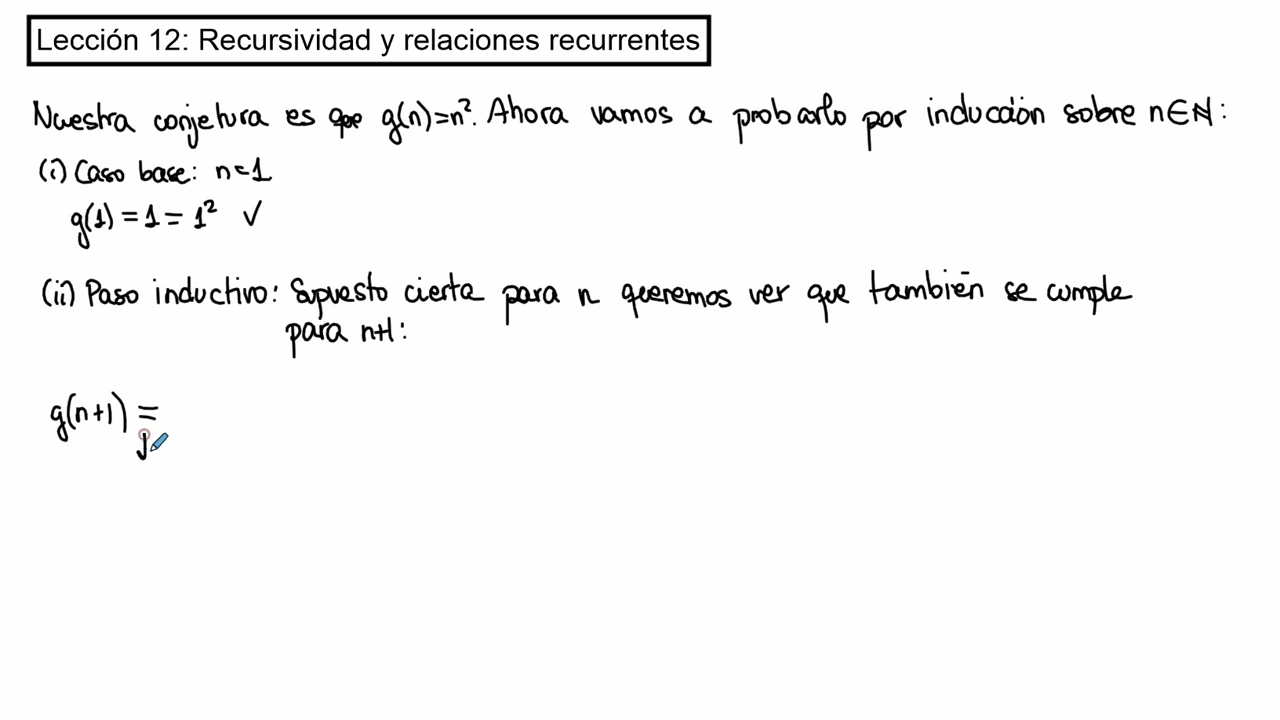 Lección 12: Recursividad y relaciones recurrentes
Nuestra conjetura es que g(n)=n². Ahora vamos a probarlo por inducción sobre n∈ℕ:
(i) Caso base: n=1
g(1)=1=1² √
(ii) Paso inductivo: Supuesto cierta para n queremos ver que también se cumple
para n+1:
g(n+1) =